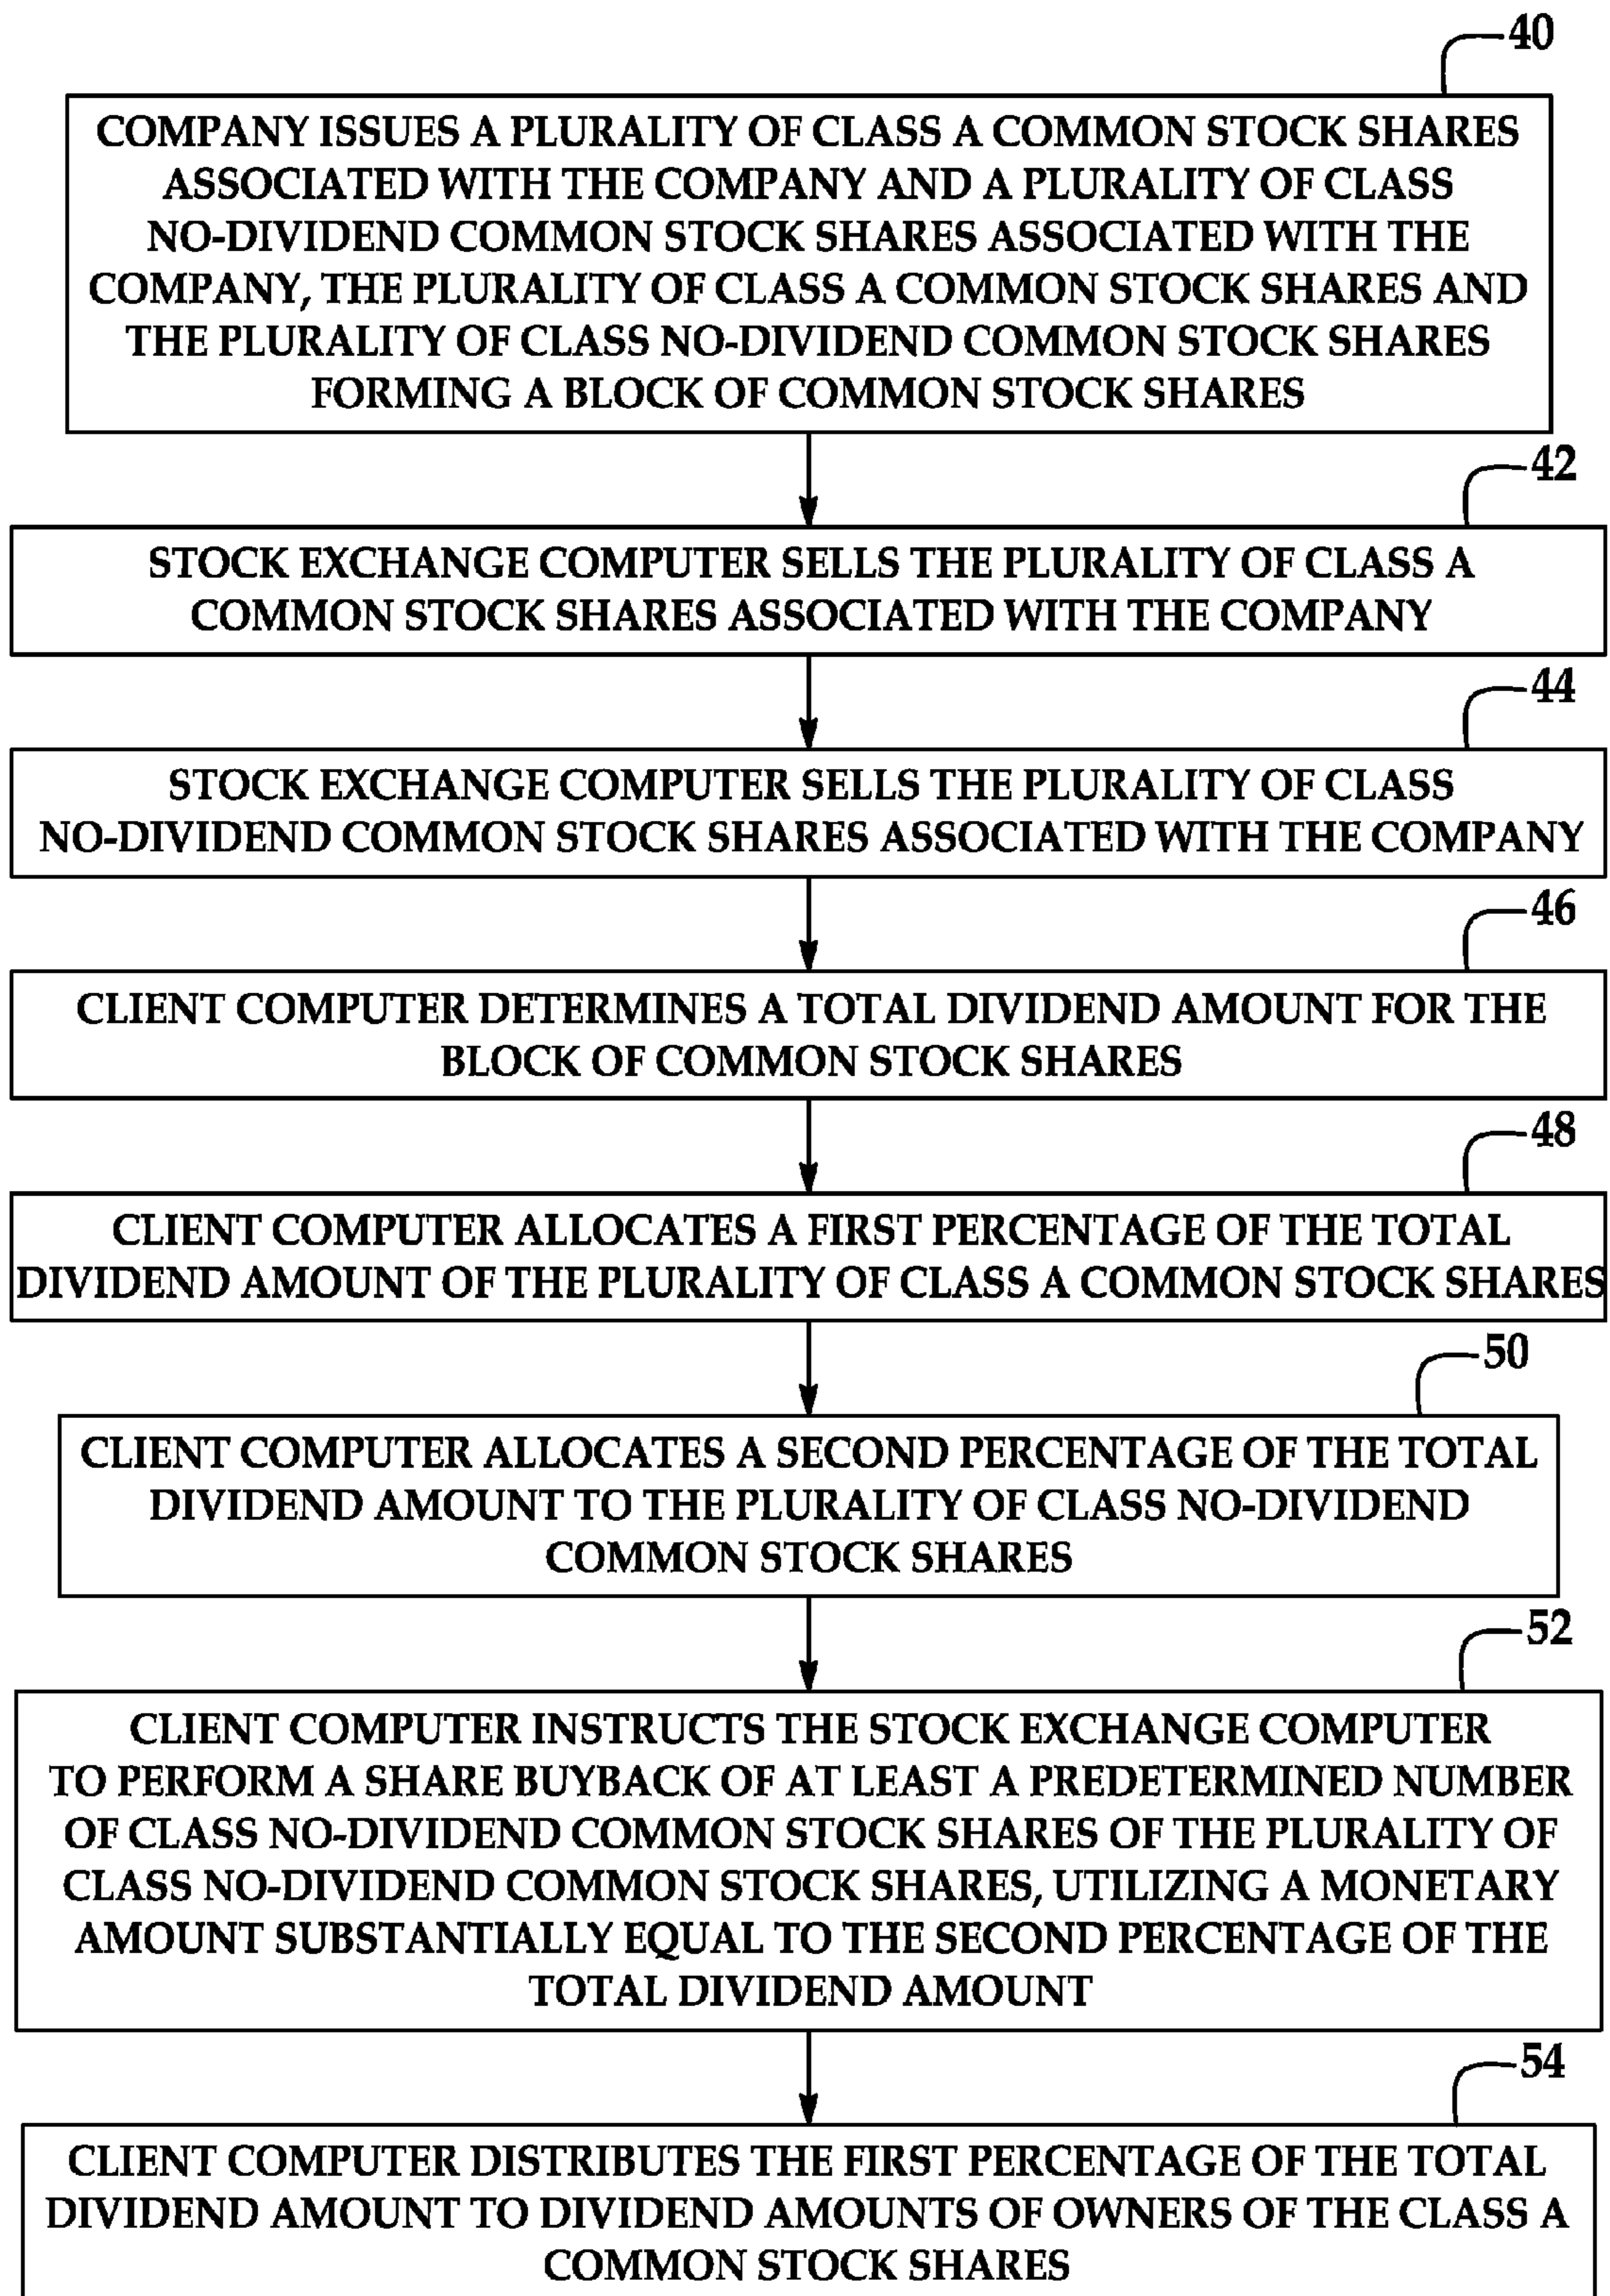 40
COMPANY ISSUES A PLURALITY OF CLASS A COMMON STOCK SHARES
ASSOCIATED WITH THE COMPANY AND A PLURALITY OF CLASS
NO-DIVIDEND COMMON STOCK SHARES ASSOCIATED WITH THE
COMPANY, THE PLURALITY OF CLASS A COMMON STOCK SHARES AND
THE PLURALITY OF CLASS NO-DIVIDEND COMMON STOCK SHARES
FORMING A BLOCK OF COMMON STOCK SHARES
42
STOCK EXCHANGE COMPUTER SELLS THE PLURALITY OF CLASS A
COMMON STOCK SHARES ASSOCIATED WITH THE COMPANY
44
STOCK EXCHANGE COMPUTER SELLS THE PLURALITY OF CLASS
NO-DIVIDEND COMMON STOCK SHARES ASSOCIATED WITH THE COMPANY
46
CLIENT COMPUTER DETERMINES A TOTAL DIVIDEND AMOUNT FOR THE
BLOCK OF COMMON STOCK SHARES
48
CLIENT COMPUTER ALLOCATES A FIRST PERCENTAGE OF THE TOTAL
DIVIDEND AMOUNT OF THE PLURALITY OF CLASS A COMMON STOCK SHARES
50
CLIENT COMPUTER ALLOCATES A SECOND PERCENTAGE OF THE TOTAL
DIVIDEND AMOUNT TO THE PLURALITY OF CLASS NO-DIVIDEND
COMMON STOCK SHARES
52
CLIENT COMPUTER INSTRUCTS THE STOCK EXCHANGE COMPUTER
TO PERFORM A SHARE BUYBACK OF AT LEAST A PREDETERMINED NUMBER
OF CLASS NO-DIVIDEND COMMON STOCK SHARES OF THE PLURALITY OF
CLASS NO-DIVIDEND COMMON STOCK SHARES, UTILIZING A MONETARY
AMOUNT SUBSTANTIALLY EQUAL TO THE SECOND PERCENTAGE OF THE
TOTAL DIVIDEND AMOUNT
54
CLIENT COMPUTER DISTRIBUTES THE FIRST PERCENTAGE OF THE TOTAL
DIVIDEND AMOUNT TO DIVIDEND AMOUNTS OF OWNERS OF THE CLASS A
COMMON STOCK SHARES